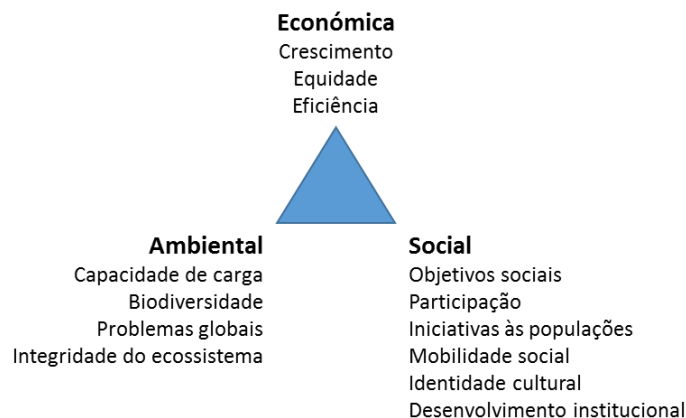 Económica
Crescimento
Equidade
Eficiência
Ambiental
Capacidade de carga
Biodiversidade
Problemas globais
Integridade do ecossistema
Social
Objetivos sociais
Participação
Iniciativas às populações
Mobilidade social
Identidade cultural
Desenvolvimento institucional